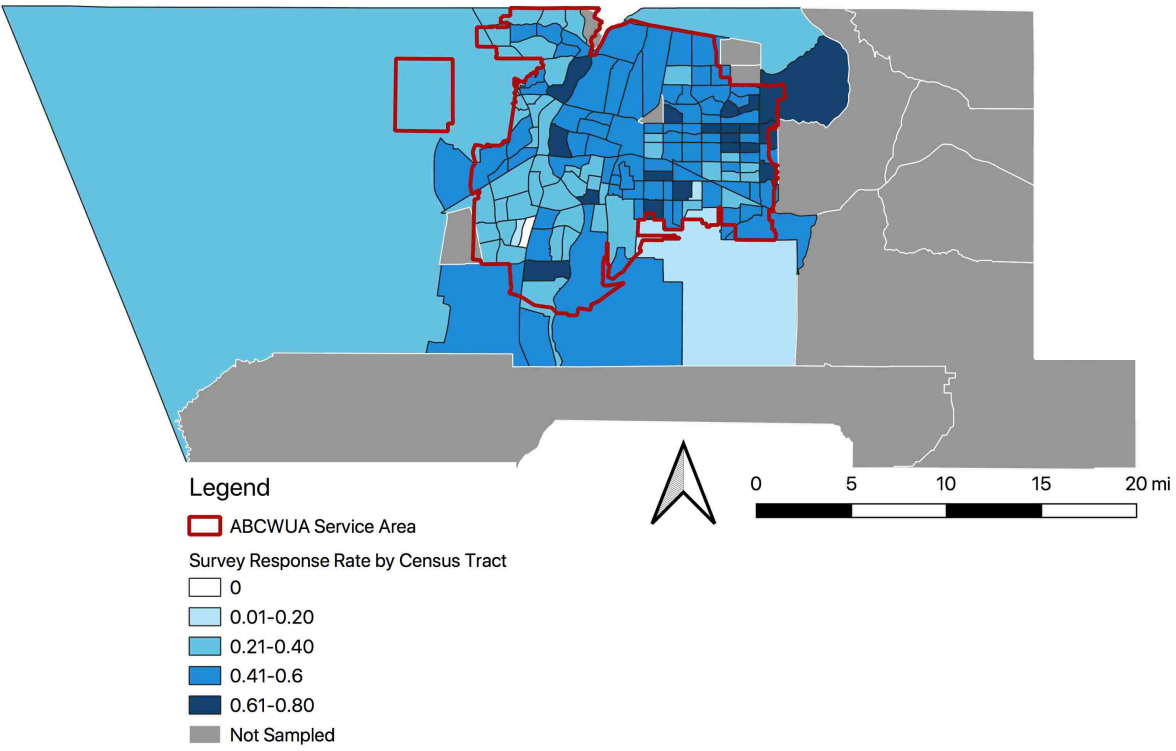 Legend
ABCWUA Service Area
Survey Response Rate by Census Tract
0
0.01-0.20
0.21-0.40
0.41-0.6
0.61-0.80
Not Sampled
0 5 10 15 20 mi